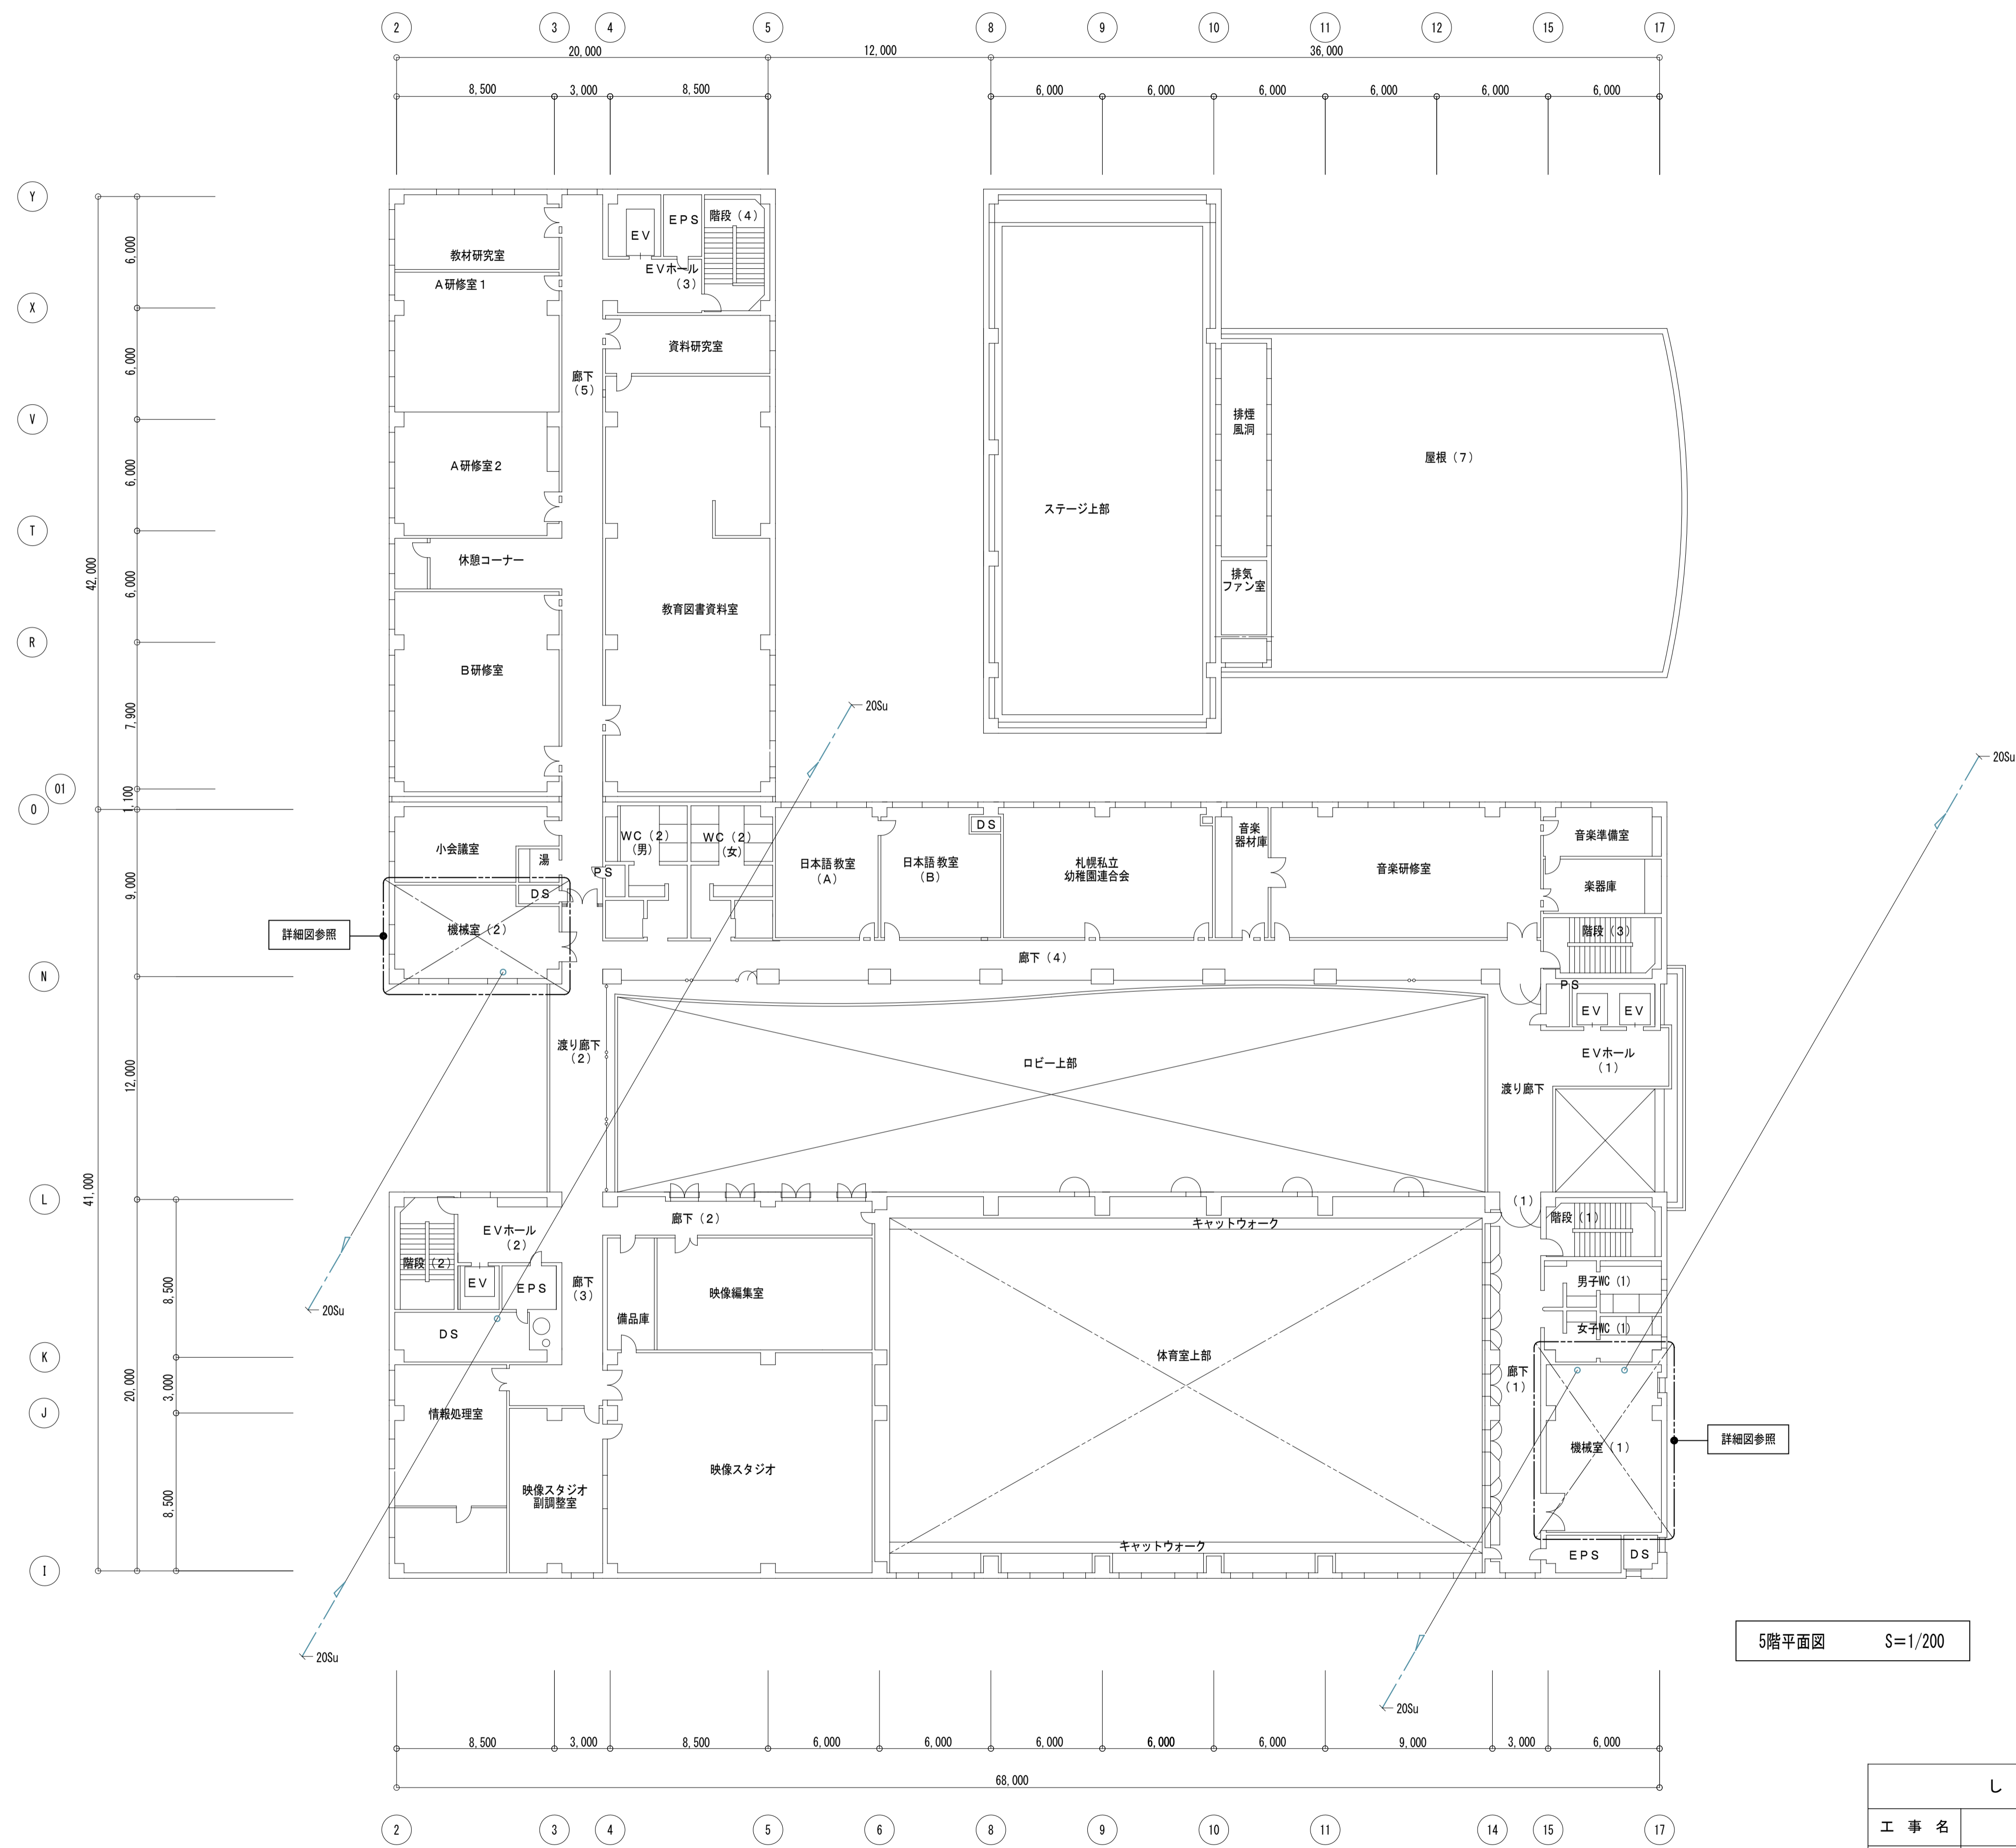 2 3 4 5 8 9 10 11 12 15 17
20,000 12,000 36,000
8,500 3,000 8,500 6,000 6,000 6,000 6,000 6,000 6,000
Y
6,000
X
6,000
V
6,000
T
6,000
R
7,900
01
1,100
O
9,000
N
12,000
L
8,500
K
3,000
J
8,500
I
42,000
41,000
20,000
教材研究室
A研修室1
EV
EPS
階段(4)
EVホール
(3)
資料研究室
廊下
(5)
A研修室2
休憩コーナー
教育図書資料室
B研修室
ステージ上部
排煙
風洞
屋根(7)
排気
ファン室
20Su
20Su
小会議室
湯
DS
PS
WC(2)
(男)
WC(2)
(女)
日本語教室
(A)
日本語教室
(B)
DS
札幌私立
幼稚園連合会
音楽
器材庫
音楽研修室
音楽準備室
楽器庫
階段(3)
詳細図参照
機械室(2)
廊下(4)
PS
EV
EV
EVホール
(1)
渡り廊下
(2)
ロビー上部
渡り廊下
(1)
EVホール
(2)
廊下(2)
キャットウォーク
階段(1)
階段(2)
EV
EPS
廊下
(3)
備品庫
映像編集室
男子WC(1)
女子WC(1)
20Su
DS
体育室上部
廊下
(1)
情報処理室
映像スタジオ
映像スタジオ
副調整室
機械室(1)
詳細図参照
キャットウォーク
EPS
DS
20Su
20Su
5階平面図 S=1/200
8,500 3,000 8,500 6,000 6,000 6,000 6,000 6,000 9,000 3,000 6,000
68,000
2 3 4 5 6 8 9 10 11 14 15 17
し
工事名